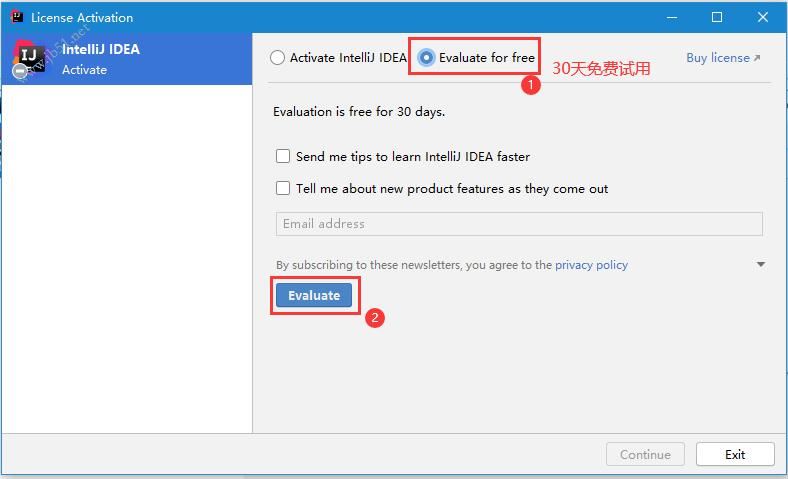 License Activation
IntelliJ IDEA
Activate
www.jb51.net
Activate IntelliJ IDEA
Evaluate for free
Buy license
1
30天免费试用
Evaluation is free for 30 days.
Send me tips to learn IntelliJ IDEA faster
Tell me about new product features as they come out
Email address
By subscribing to these newsletters, you agree to the privacy policy
Evaluate
2
Continue
Exit
IJ